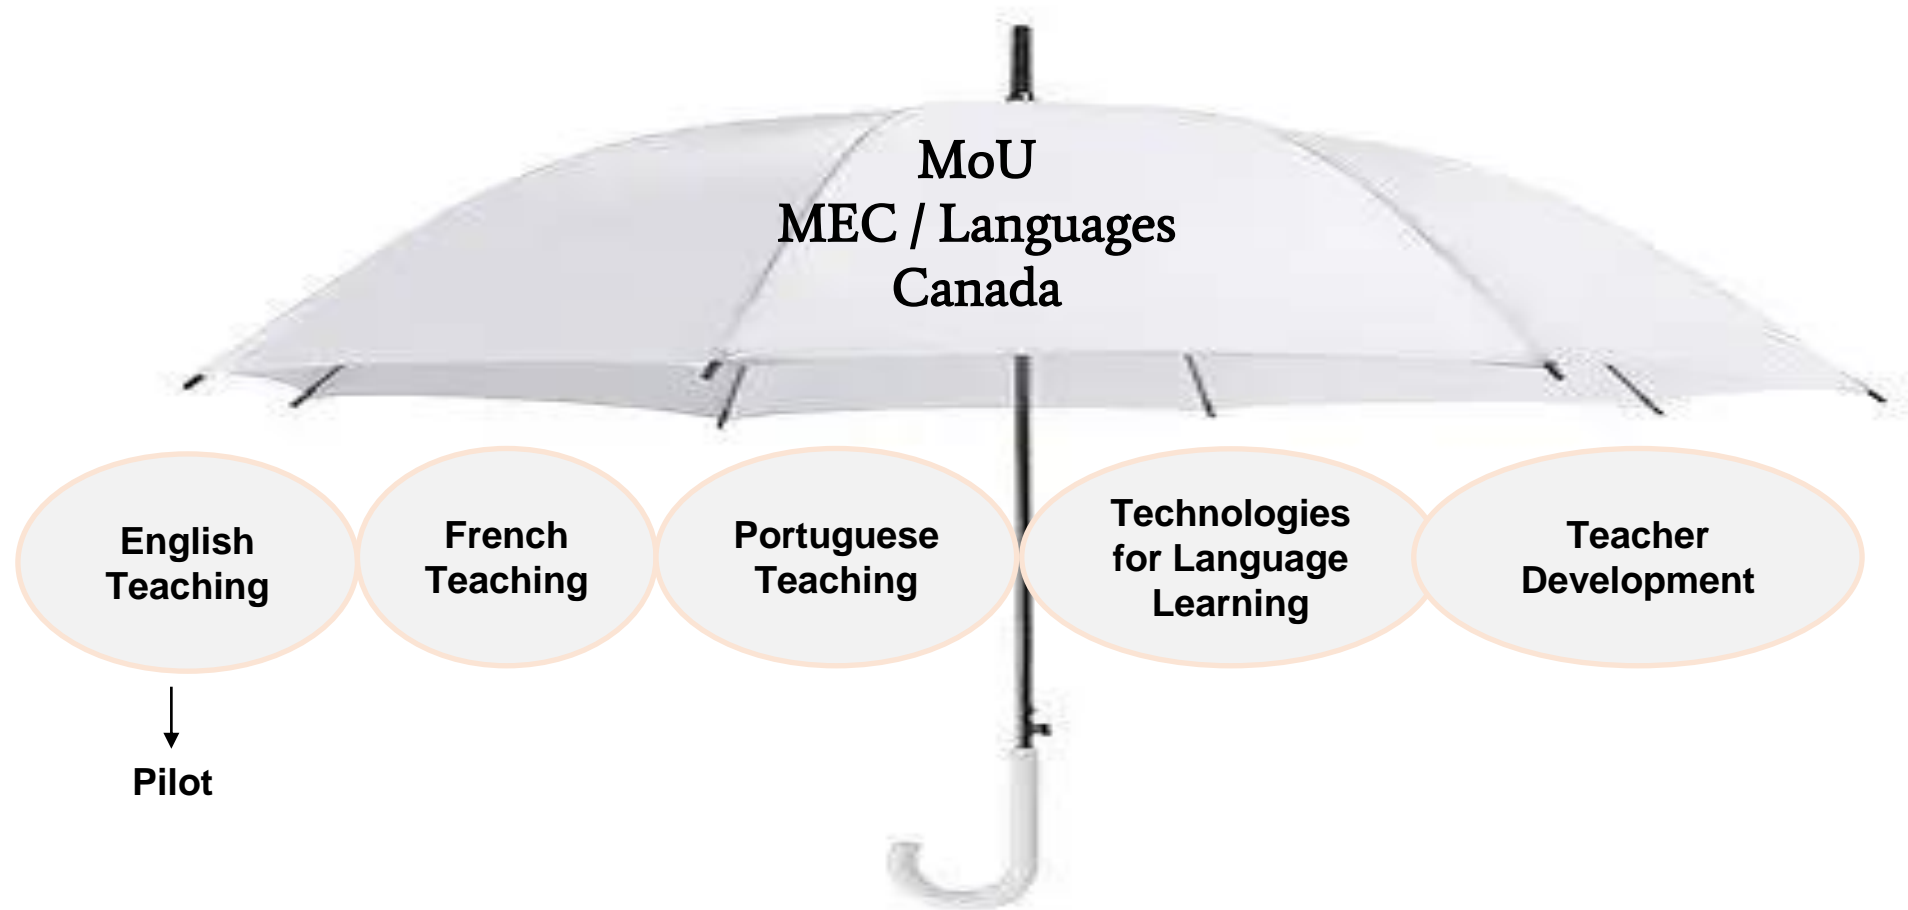 MoU
MEC / Languages
Canada
English
Teaching
French
Teaching
Portuguese
Teaching
Technologies
for Language
Learning
Teacher
Development
Pilot